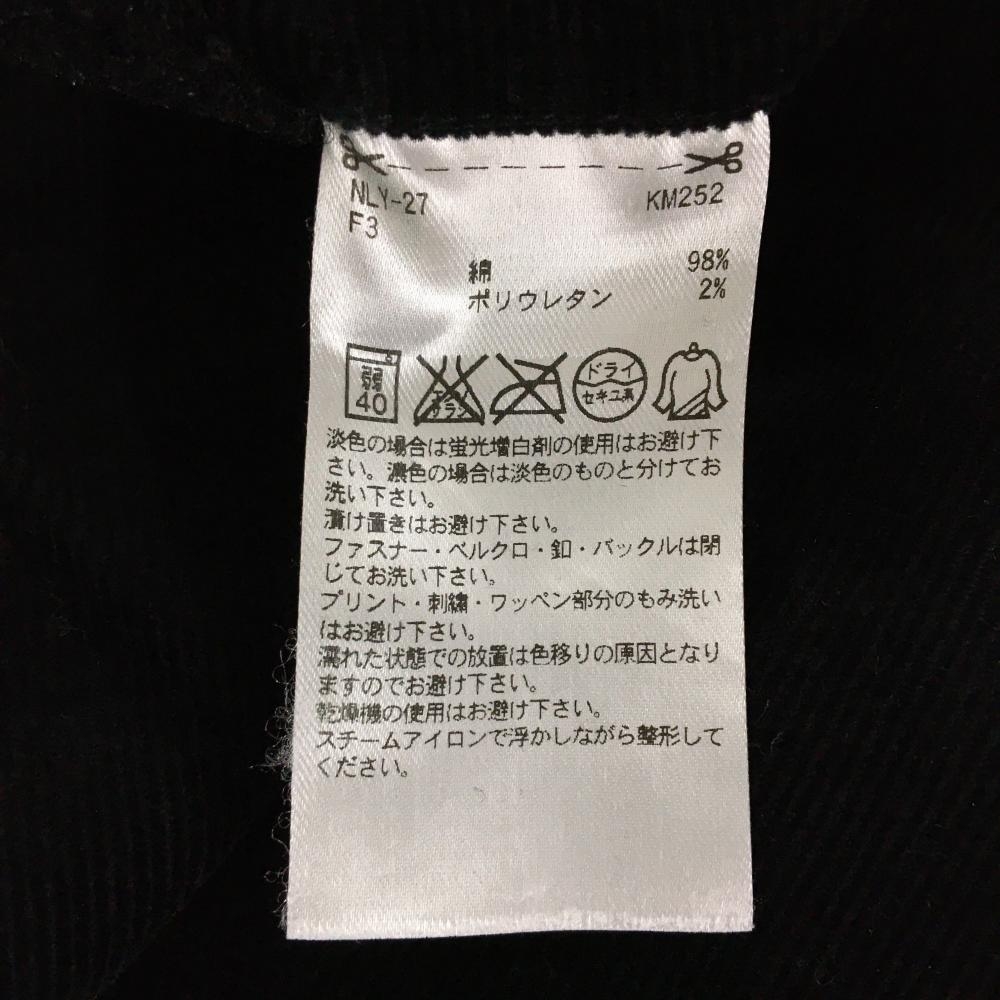 NLY-27 KM252
F3
綿 98%
ポリウレタン 2%
弱 40 エンソ サラシ ドライ セキユ系
淡色の場合は蛍光増白剤の使用はお避け下
さい。濃色の場合は淡色のものと分けてお
洗い下さい。
漬け置きはお避け下さい。
ファスナー・ベルクロ・釦・バックルは閉
じてお洗い下さい。
プリント・刺繍・ワッペン部分のもみ洗い
はお避け下さい。
濡れた状態での放置は色移りの原因となり
ますのでお避け下さい。
乾燥機の使用はお避け下さい。
スチームアイロンで浮かしながら整形して
ください。